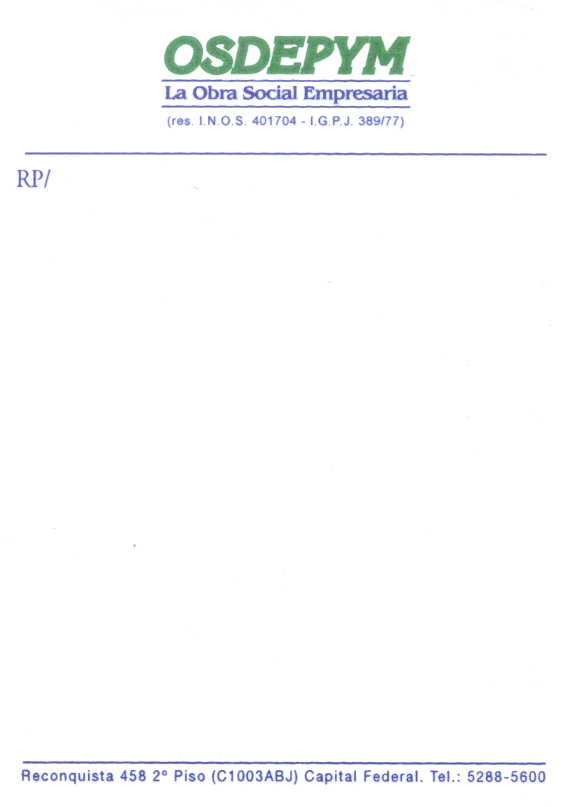 OSDEPYM
La Obra Social Empresaria
(res. I.N.O.S. 401704 - I.G.P.J. 389/77)
RP/
Reconquista 458 2º Piso (C1003ABJ) Capital Federal. Tel.: 5288-5600